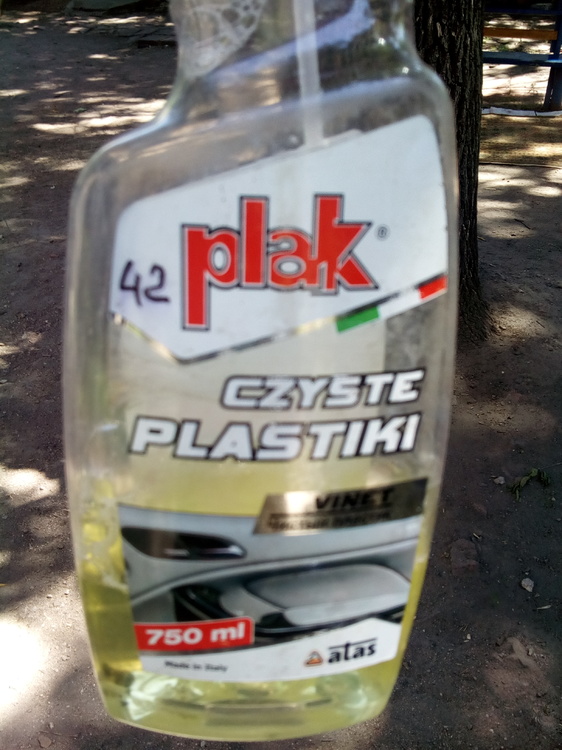 plak®
42
CZYSTE
PLASTIKI
VINET
750 ml
Made in Italy
atas